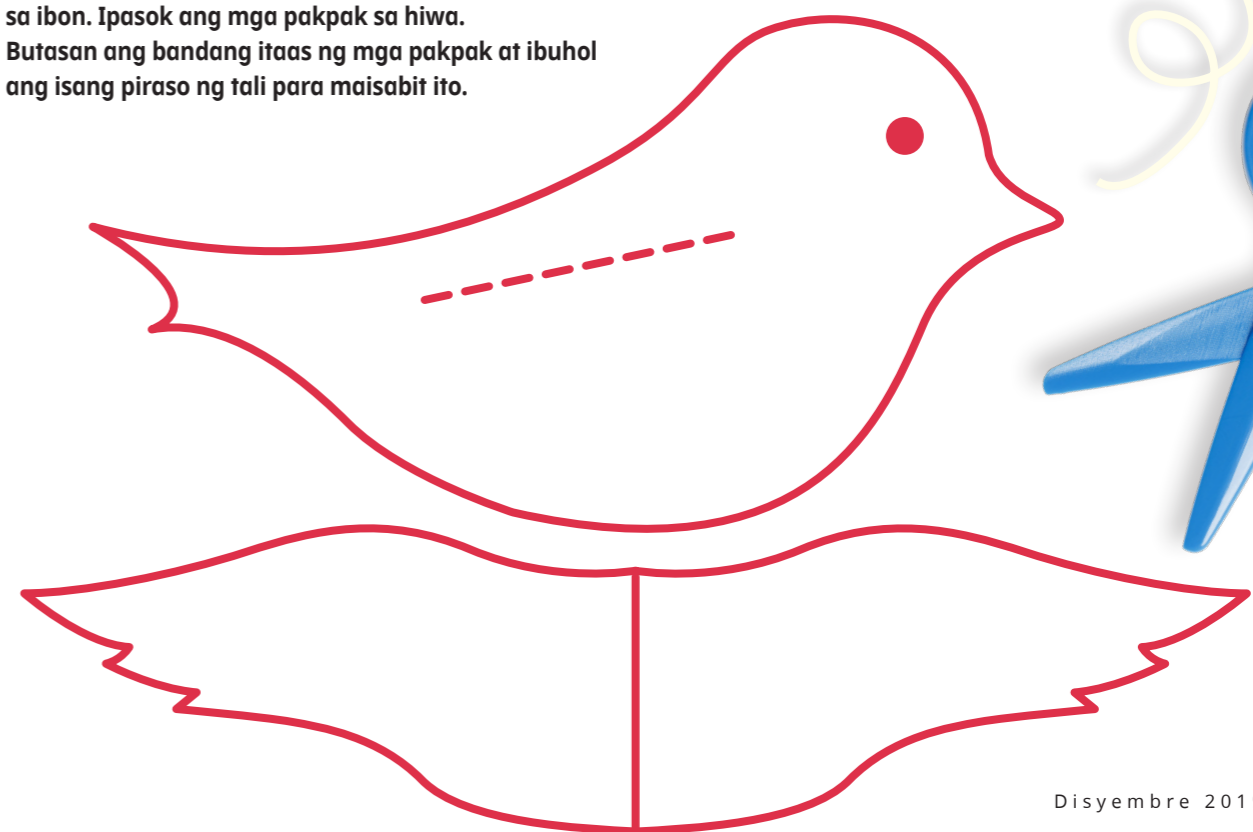 sa ibon. Ipasok ang mga pakpak sa hiwa.
Butasan ang bandang itaas ng mga pakpak at ibuhol
ang isang piraso ng tali para maisabit ito.
Disyembre 201